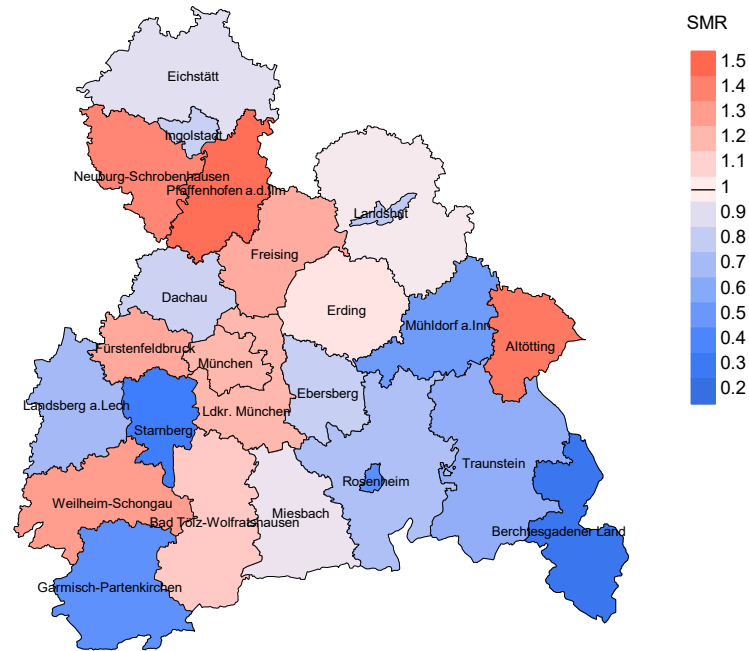 SMR
1.5
1.4
1.3
1.2
1.1
1
0.9
0.8
0.7
0.6
0.5
0.4
0.3
0.2
Eichstätt
Ingolstadt
Neuburg-Schrobenhausen
Pfaffenhofen a.d.Ilm
Landshut
Freising
Dachau
Erding
Mühldorf a.Inn
Altötting
Fürstenfeldbruck
München
Ebersberg
Landsberg a.Lech
Ldkr. München
Starnberg
Traunstein
Rosenheim
Weilheim-Schongau
Miesbach
Bad Tölz-Wolfratshausen
Berchtesgadener Land
Garmisch-Partenkirchen